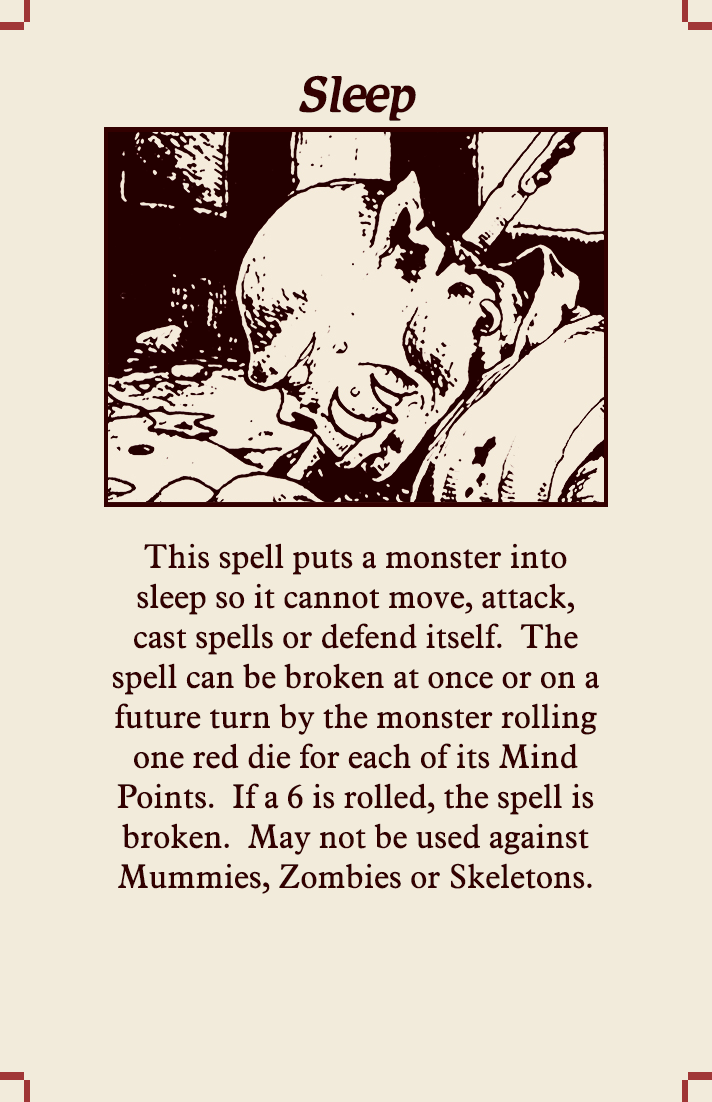 Sleep
This spell puts a monster into
sleep so it cannot move, attack,
cast spells or defend itself.  The
spell can be broken at once or on a
future turn by the monster rolling
one red die for each of its Mind
Points.  If a 6 is rolled, the spell is
broken.  May not be used against
Mummies, Zombies or Skeletons.